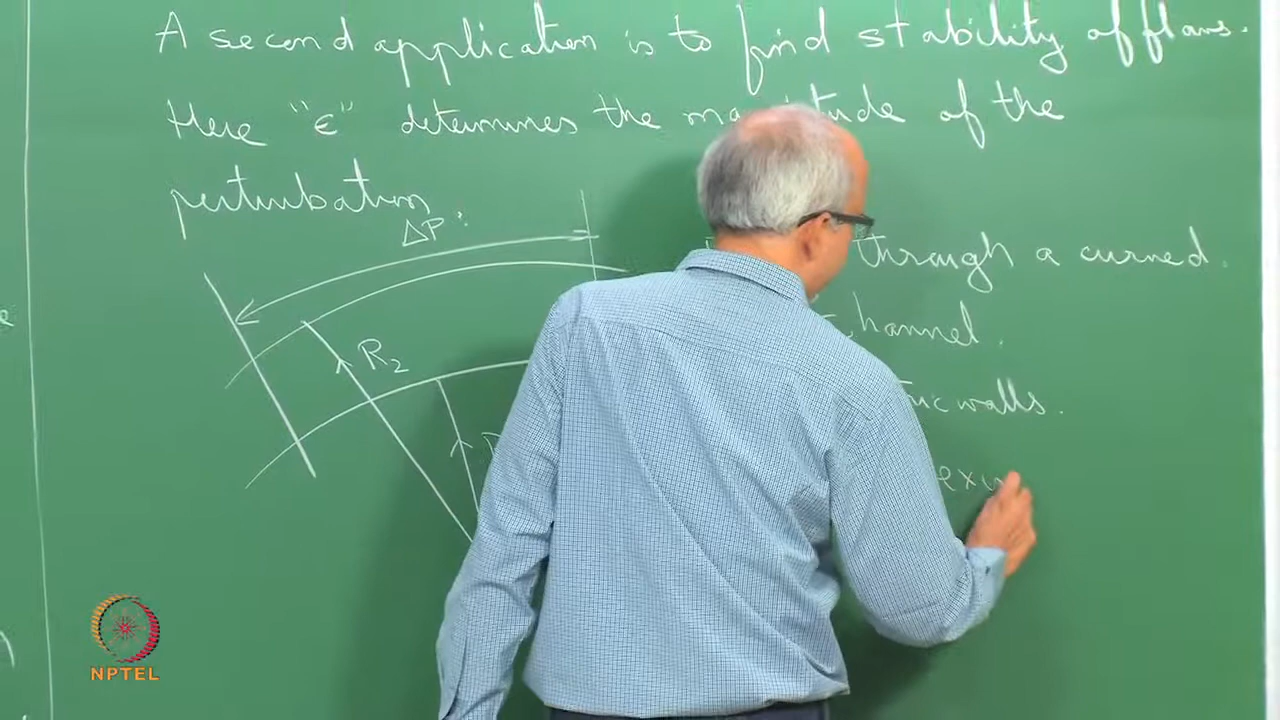 A second application is to find stability of flows.
Here "ε" determines the magnitude of the
perturbation
ΔP
through a curved
channel.
R₂
walls.
NPTEL